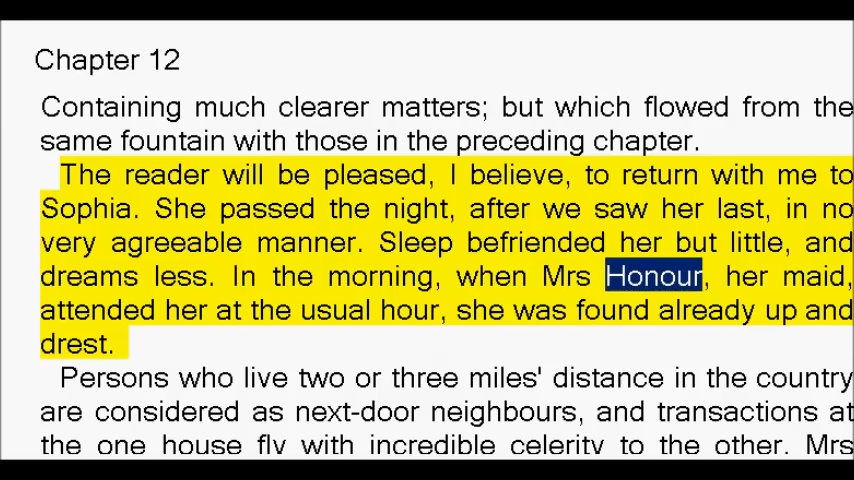 Chapter 12
Containing much clearer matters; but which flowed from the
same fountain with those in the preceding chapter.
The reader will be pleased, I believe, to return with me to
Sophia. She passed the night, after we saw her last, in no
very agreeable manner. Sleep befriended her but little, and
dreams less. In the morning, when Mrs Honour, her maid,
attended her at the usual hour, she was found already up and
drest.
Persons who live two or three miles' distance in the country
are considered as next-door neighbours, and transactions at
the one house fly with incredible celerity to the other. Mrs